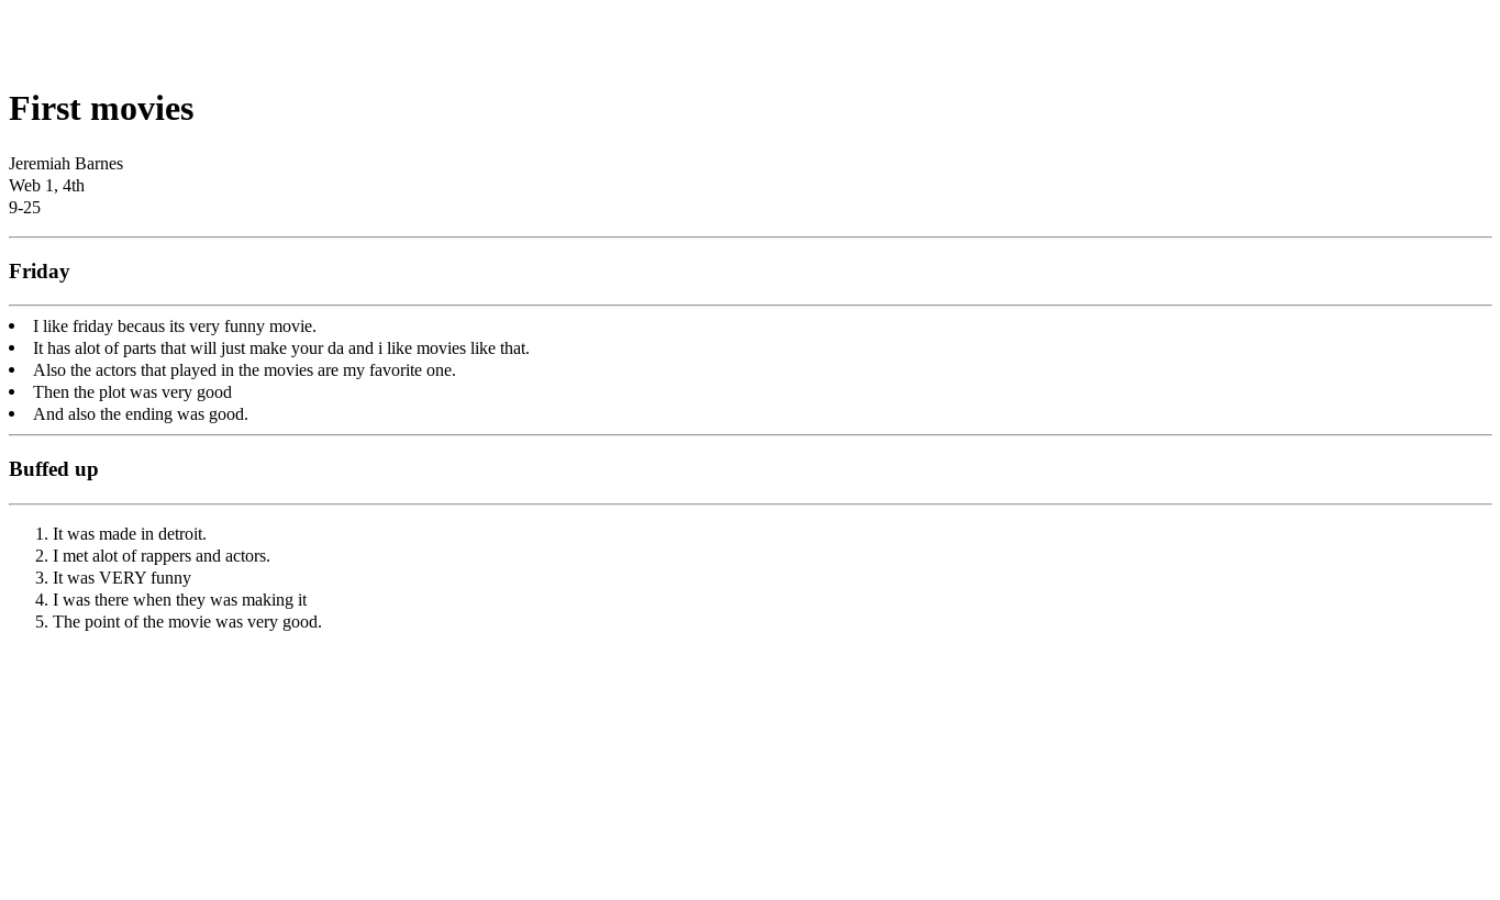 First movies
Jeremiah Barnes
Web 1, 4th
9-25
Friday
• I like friday becaus its very funny movie.
• It has alot of parts that will just make your da and i like movies like that.
• Also the actors that played in the movies are my favorite one.
• Then the plot was very good
• And also the ending was good.
Buffed up
1. It was made in detroit.
2. I met alot of rappers and actors.
3. It was VERY funny
4. I was there when they was making it
5. The point of the movie was very good.